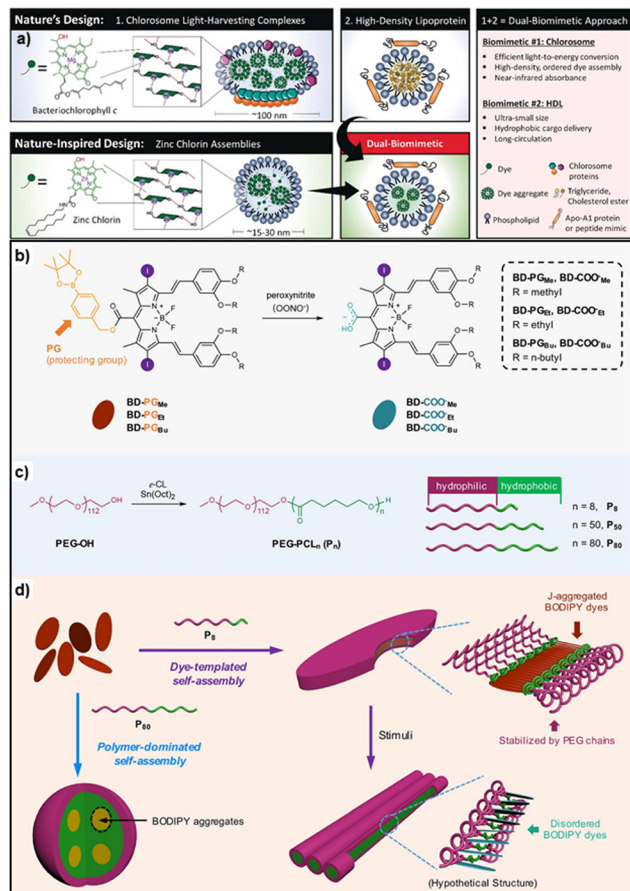 Nature's Design: 1. Chlorosome Light-Harvesting Complexes
a)
OH
Mg
Bacteriochlorophyll c
~100 nm
2. High-Density Lipoprotein
1+2 = Dual-Biomimetic Approach
Biomimetic #1: Chlorosome
• Efficient light-to-energy conversion
• High-density, ordered dye assembly
• Near-infrared absorbance
Biomimetic #2: HDL
• Ultra-small size
• Hydrophobic cargo delivery
• Long-circulation
Dye
Chlorosome proteins
Dye aggregate
Triglyceride, Cholesterol ester
Phospholipid
Apo-A1 protein or peptide mimic
Nature-Inspired Design: Zinc Chlorin Assemblies
OH
Zinc Chlorin
~15-30 nm
Dual-Biomimetic
b)
PG
(protecting group)
BD-PGMe
BD-PGEt
BD-PGBu
peroxynitrite
(OONO⁻)
BD-COO⁻Me
BD-COO⁻Et
BD-COO⁻Bu
BD-PGMe, BD-COO⁻Me
R = methyl
BD-PGEt, BD-COO⁻Et
R = ethyl
BD-PGBu, BD-COO⁻Bu
R = n-butyl
c)
PEG-OH
ε-CL
Sn(Oct)2
PEG-PCLn (Pn)
hydrophilic hydrophobic
n = 8, P8
n = 50, P50
n = 80, P80
d)
P8
Dye-templated
self-assembly
J-aggregated
BODIPY dyes
Stabilized by PEG chains
P80
Polymer-dominated
self-assembly
Stimuli
BODIPY aggregates
Disordered
BODIPY dyes
(Hypothetical Structure)